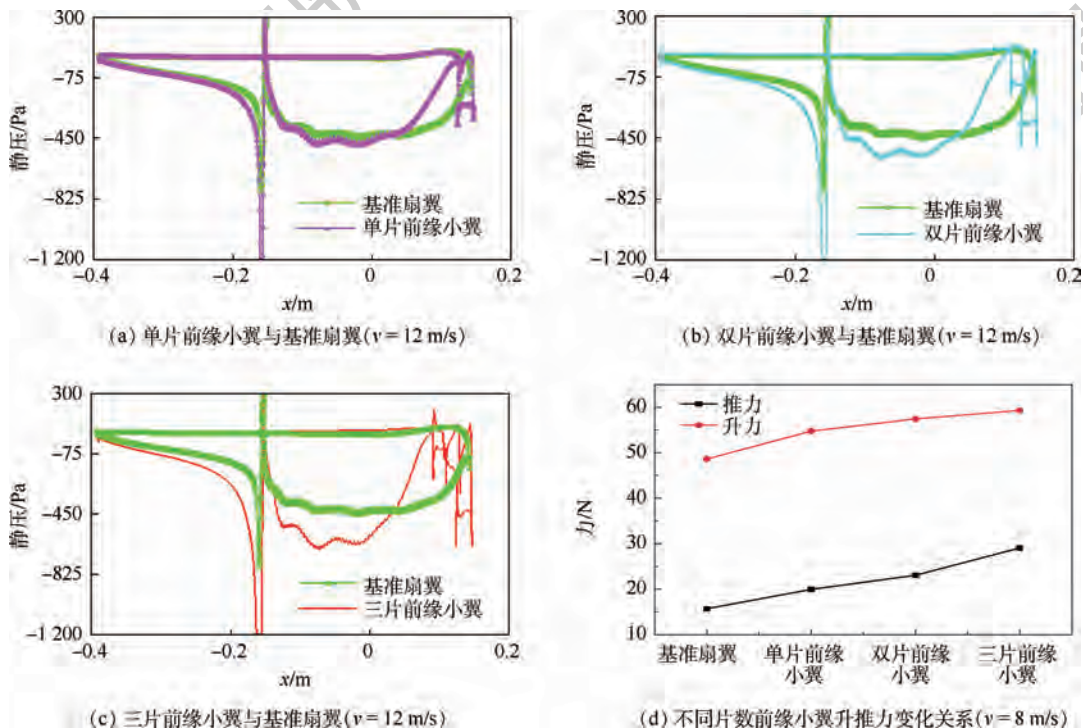 300
-75
-450
-825
-1 200
静压/Pa
基准扇翼
单片前缘小翼
-0.4
-0.2
0
0.2
x/m
(a) 单片前缘小翼与基准扇翼(v = 12 m/s)
300
-75
-450
-825
-1 200
静压/Pa
基准扇翼
双片前缘小翼
-0.4
-0.2
0
0.2
x/m
(b) 双片前缘小翼与基准扇翼(v = 12 m/s)
300
-75
-450
-825
-1 200
静压/Pa
基准扇翼
三片前缘小翼
-0.4
-0.2
0
0.2
x/m
(c) 三片前缘小翼与基准扇翼(v = 12 m/s)
60
50
40
30
20
10
力/N
推力
升力
基准扇翼
单片前缘
小翼
双片前缘
小翼
三片前缘
小翼
(d) 不同片数前缘小翼升推力变化关系(v = 8 m/s)